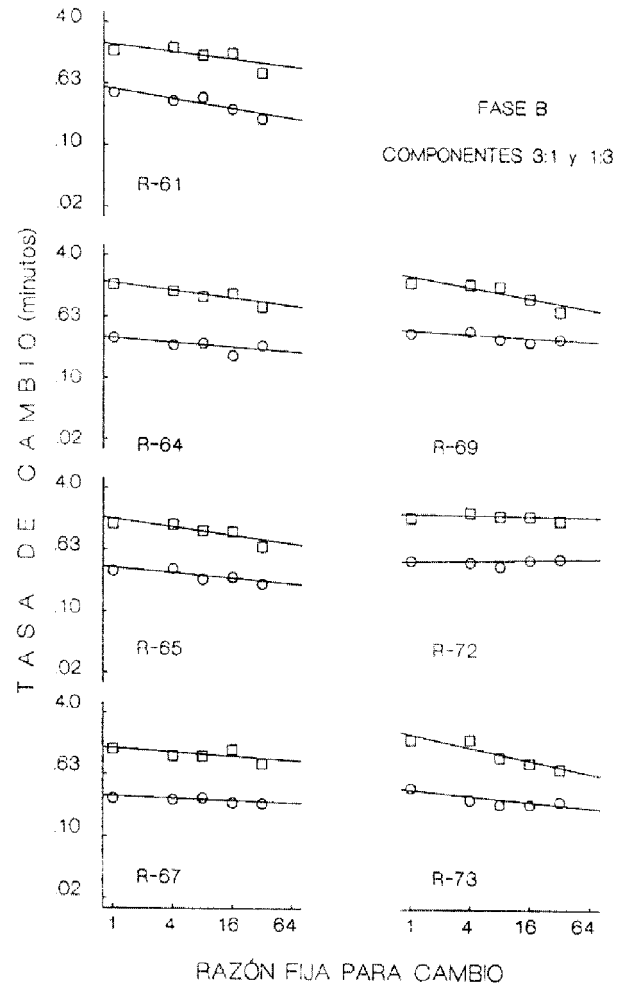 4.0
.63
.10
.02
R-61
FASE B
COMPONENTES 3:1 y 1:3
TASA DE CAMBIO (minutos)
4.0
.63
.10
.02
R-64
R-69
4.0
.63
.10
.02
R-65
R-72
4.0
.63
.10
.02
R-67
R-73
1 4 16 64
1 4 16 64
RAZÓN FIJA PARA CAMBIO